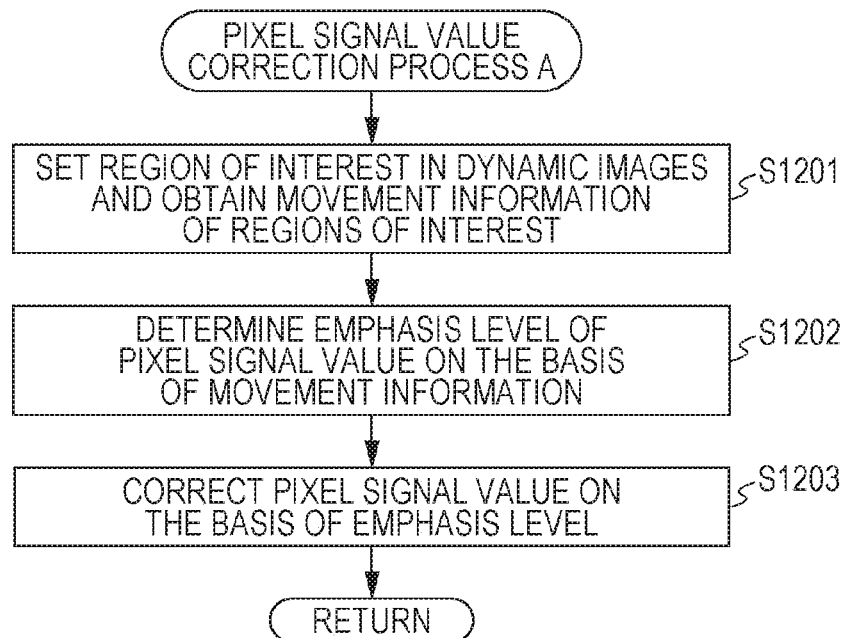 PIXEL SIGNAL VALUE
CORRECTION PROCESS A
SET REGION OF INTEREST IN DYNAMIC IMAGES
AND OBTAIN MOVEMENT INFORMATION
OF REGIONS OF INTEREST
S1201
DETERMINE EMPHASIS LEVEL OF
PIXEL SIGNAL VALUE ON THE BASIS
OF MOVEMENT INFORMATION
S1202
CORRECT PIXEL SIGNAL VALUE ON
THE BASIS OF EMPHASIS LEVEL
S1203
RETURN